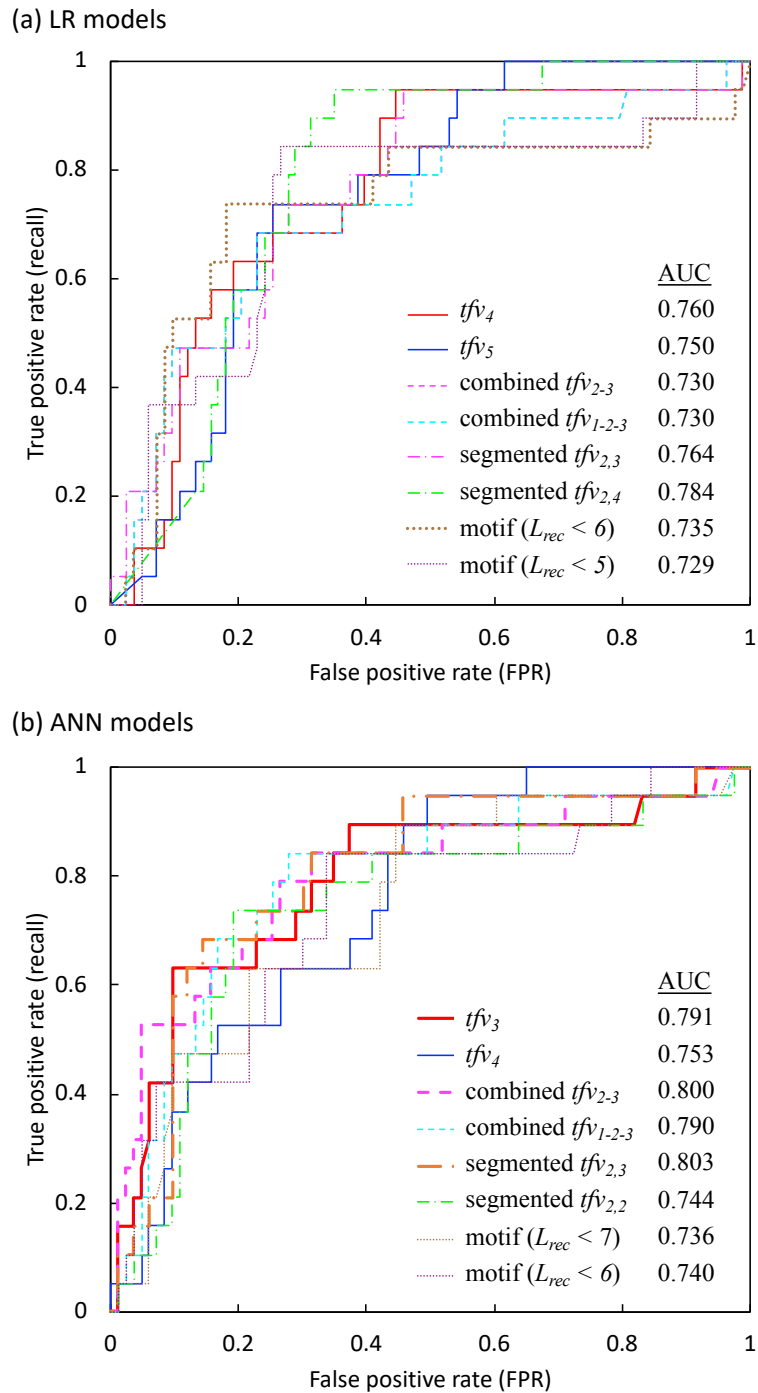 (a) LR models
1
0.8
0.6
0.4
0.2
0
True positive rate (recall)
AUC
tfv4 0.760
tfv5 0.750
combined tfv2-3 0.730
combined tfv1-2-3 0.730
segmented tfv2,3 0.764
segmented tfv2,4 0.784
motif (Lrec < 6) 0.735
motif (Lrec < 5) 0.729
0 0.2 0.4 0.6 0.8 1
False positive rate (FPR)
(b) ANN models
1
0.8
0.6
0.4
0.2
0
True positive rate (recall)
AUC
tfv3 0.791
tfv4 0.753
combined tfv2-3 0.800
combined tfv1-2-3 0.790
segmented tfv2,3 0.803
segmented tfv2,2 0.744
motif (Lrec < 7) 0.736
motif (Lrec < 6) 0.740
0 0.2 0.4 0.6 0.8 1
False positive rate (FPR)